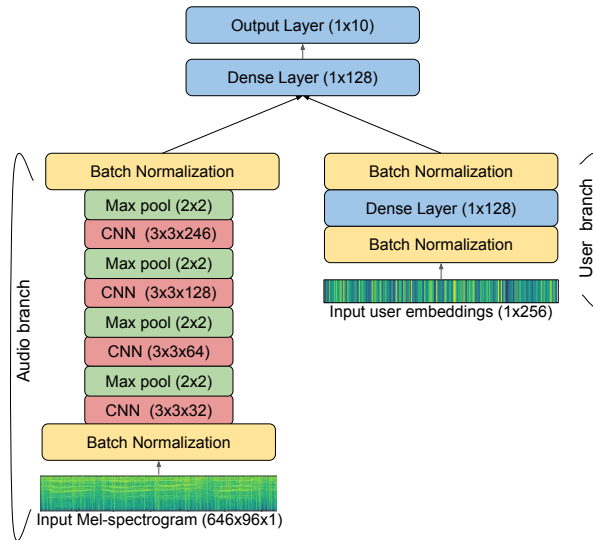 Output Layer (1x10)
Dense Layer (1x128)
Batch Normalization
Max pool (2x2)
CNN (3x3x246)
Max pool (2x2)
CNN (3x3x128)
Max pool (2x2)
CNN (3x3x64)
Max pool (2x2)
CNN (3x3x32)
Batch Normalization
Input Mel-spectrogram (646x96x1)
Audio branch
Batch Normalization
Dense Layer (1x128)
Batch Normalization
Input user embeddings (1x256)
User branch